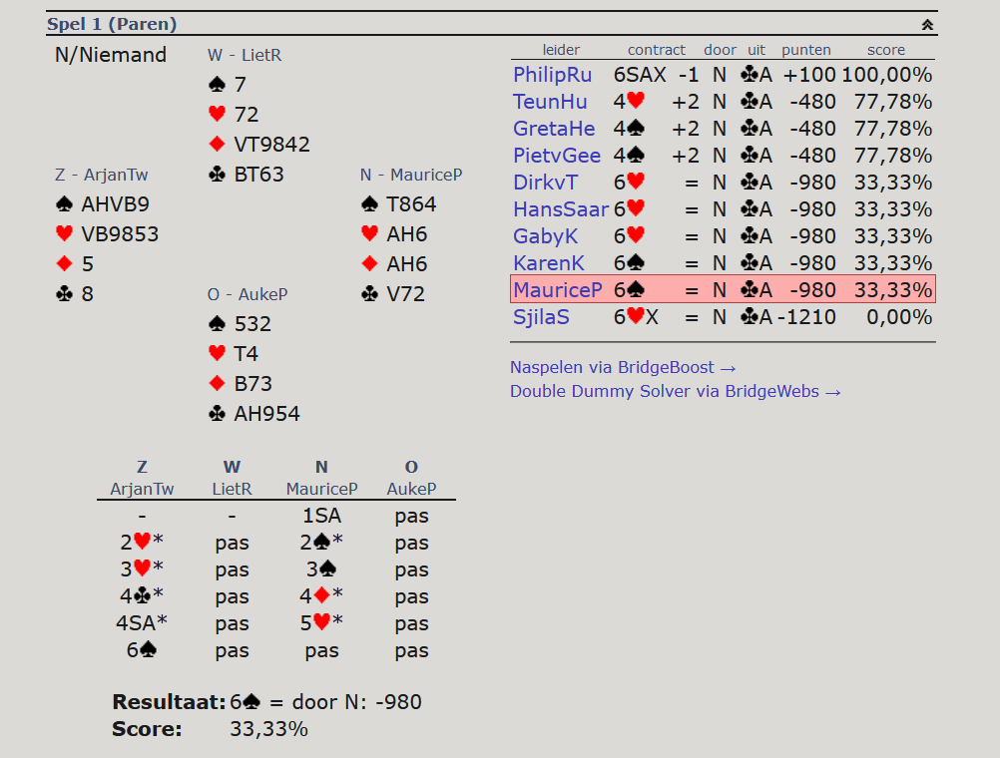 Spel 1 (Paren)
N/Niemand
W - LietR
♠ 7
♥ 72
♦ VT9842
♣ BT63
Z - ArjanTw
♠ AHVB9
♥ VB9853
♦ 5
♣ 8
N - MauriceP
♠ T864
♥ AH6
♦ AH6
♣ V72
O - AukeP
♠ 532
♥ T4
♦ B73
♣ AH954
leider contract door uit punten score
PhilipRu 6SAX -1 N ♣A +100 100,00%
TeunHu 4♥ +2 N ♣A -480 77,78%
GretaHe 4♠ +2 N ♣A -480 77,78%
PietvGee 4♠ +2 N ♣A -480 77,78%
DirkvT 6♥ = N ♣A -980 33,33%
HansSaar 6♥ = N ♣A -980 33,33%
GabyK 6♥ = N ♣A -980 33,33%
KarenK 6♠ = N ♣A -980 33,33%
MauriceP 6♠ = N ♣A -980 33,33%
SjilaS 6♥X = N ♣A -1210 0,00%
Naspelen via BridgeBoost →
Double Dummy Solver via BridgeWebs →
Z W N O
ArjanTw LietR MauriceP AukeP
- - 1SA pas
2♥* pas 2♠* pas
3♥* pas 3♠ pas
4♣* pas 4♦* pas
4SA* pas 5♥* pas
6♠ pas pas pas
Resultaat: 6♠ = door N: -980
Score: 33,33%